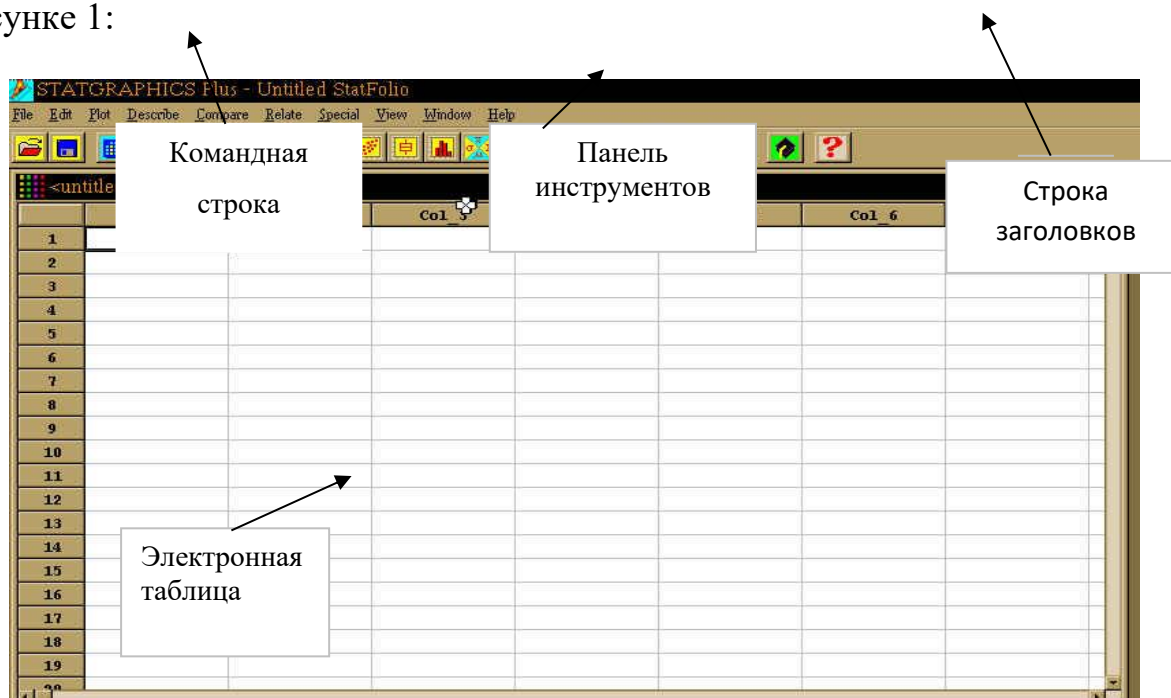 сунке 1:
STATGRAPHICS Plus - Untitled StatFolio
File Edit Plot Describe Compare Relate Special View Window Help
Командная
строка
Панель
инструментов
Строка
заголовков
<untitle
Col_6
1
2
3
4
5
6
7
8
9
10
11
12
13
14
15
16
17
18
19
Электронная
таблица